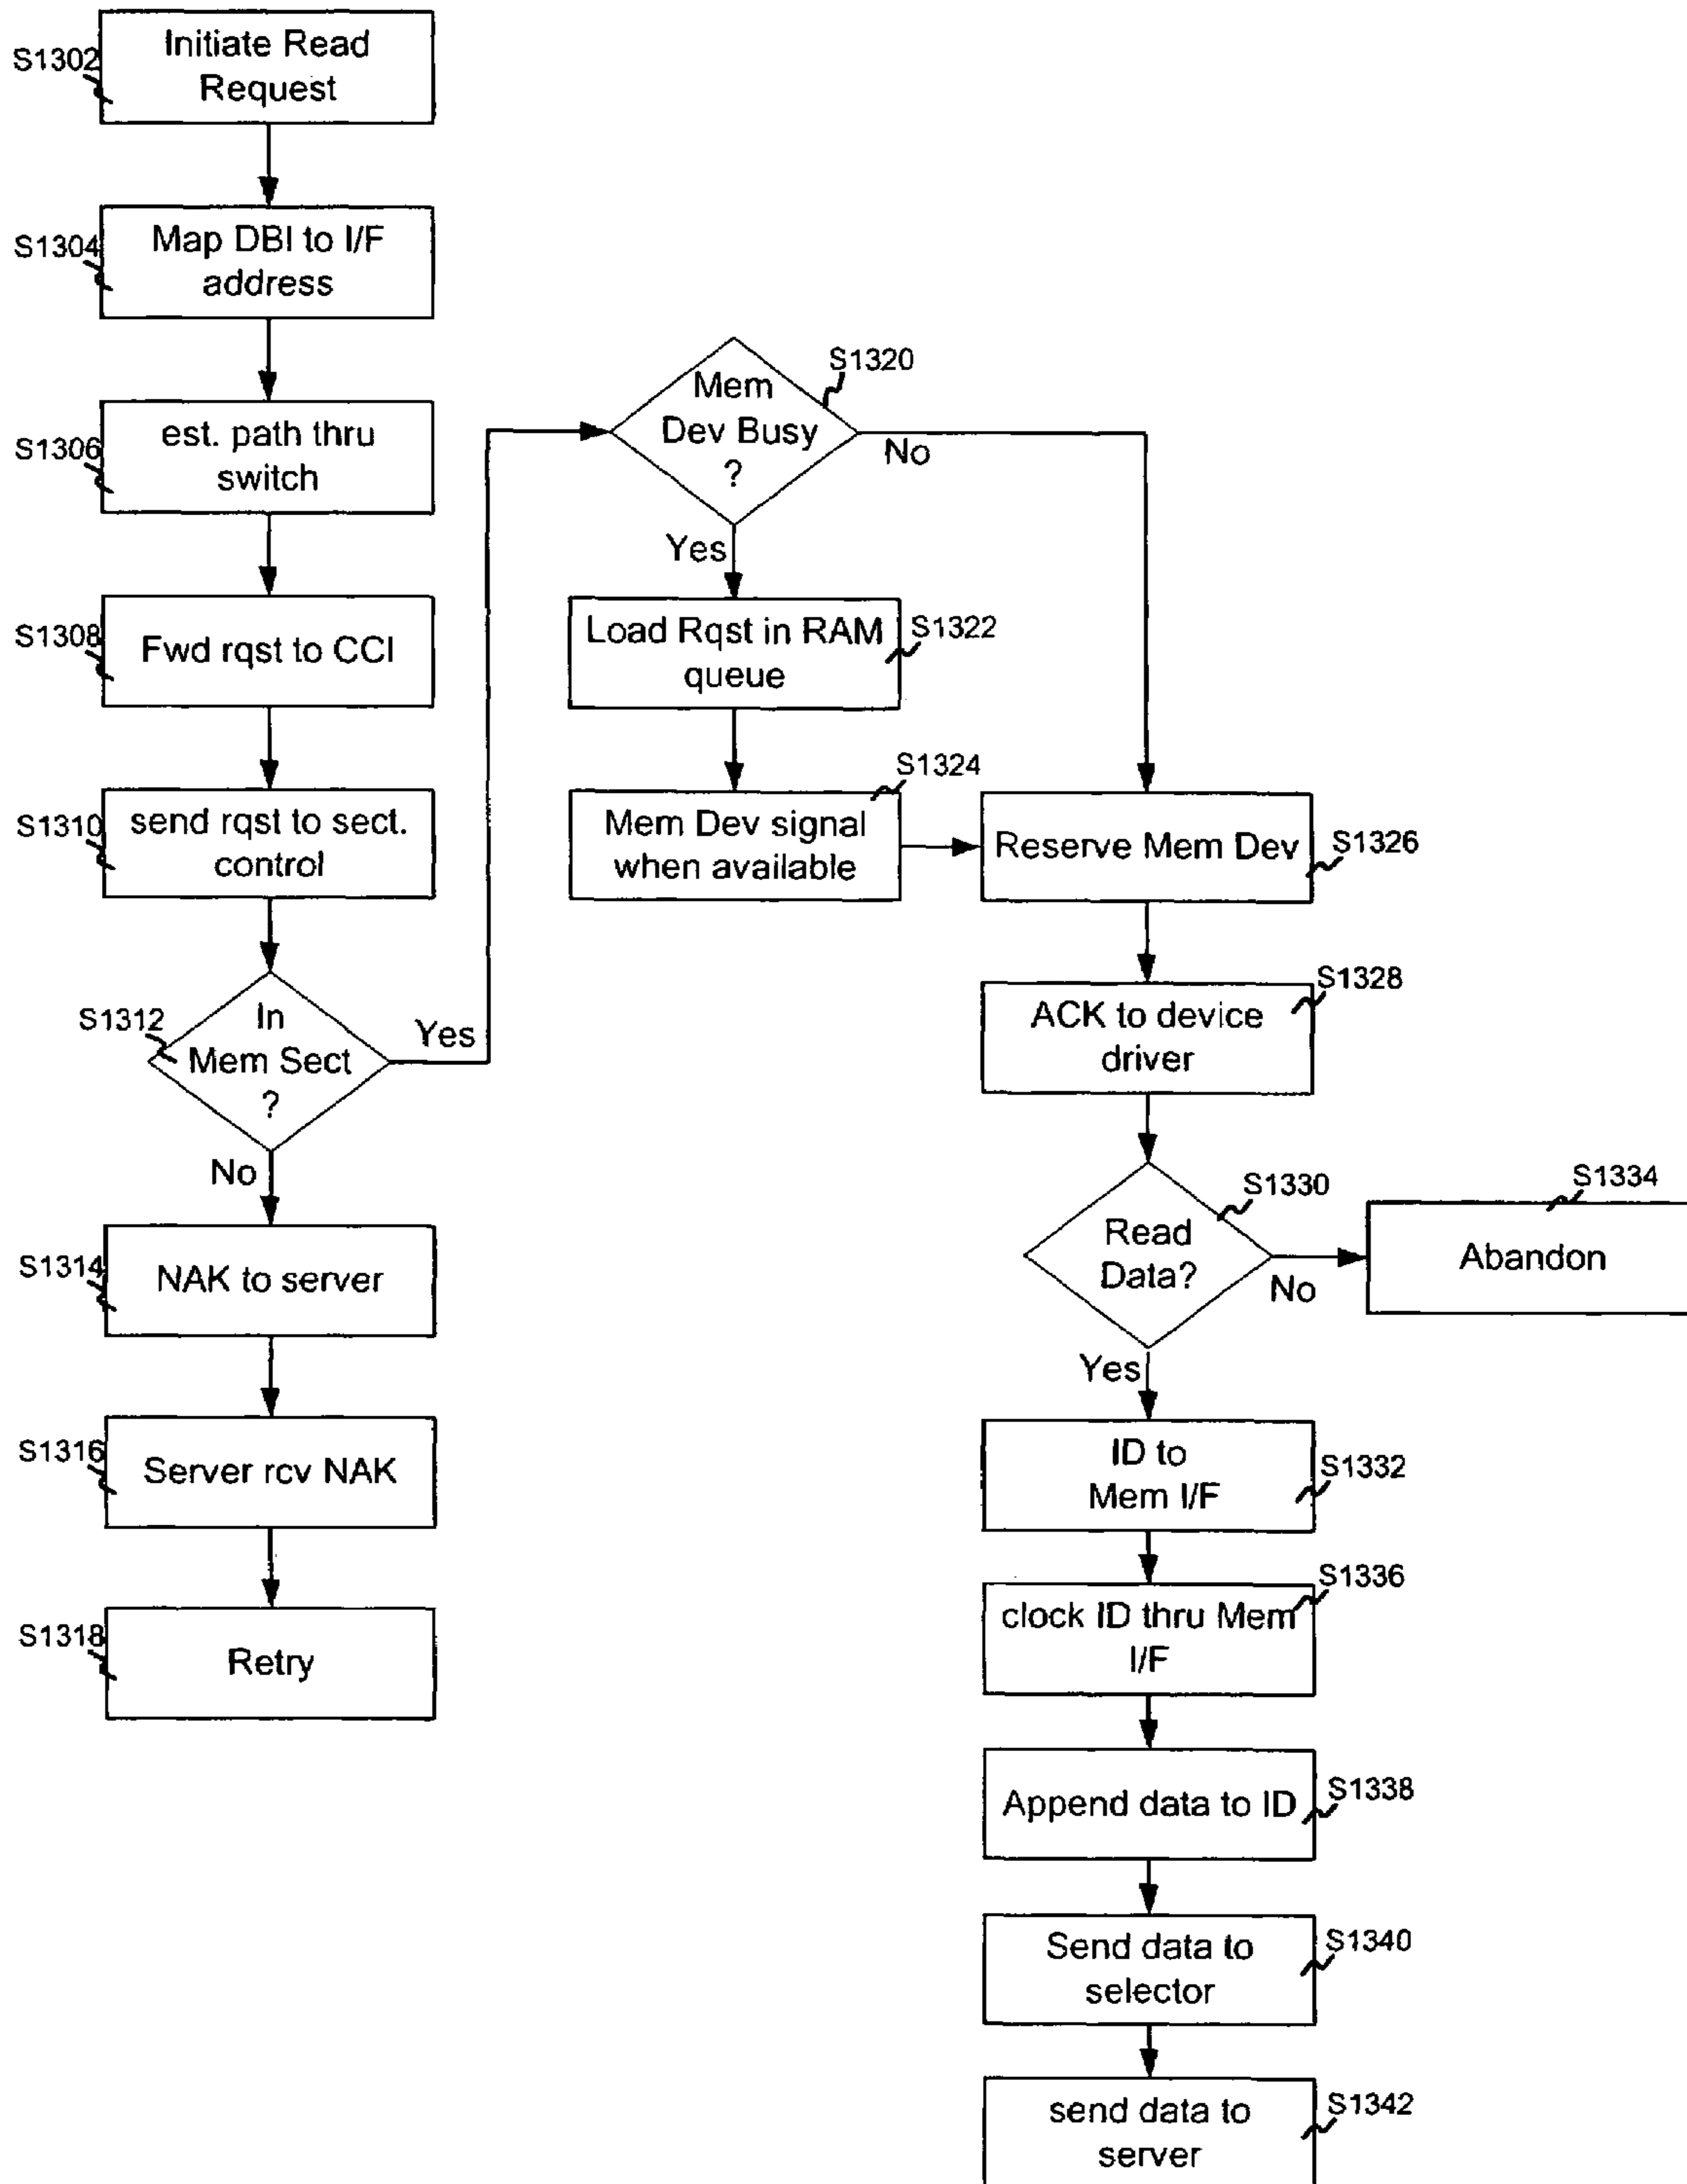 S1302
Initiate Read
Request
S1304
Map DBI to I/F
address
S1306
est. path thru
switch
S1308
Fwd rqst to CCI
S1310
send rqst to sect.
control
S1312
In
Mem Sect
?
Yes
No
S1314
NAK to server
S1316
Server rcv NAK
S1318
Retry
S1320
Mem
Dev Busy
?
No
Yes
S1322
Load Rqst in RAM
queue
S1324
Mem Dev signal
when available
S1326
Reserve Mem Dev
S1328
ACK to device
driver
S1330
Read
Data?
No
S1334
Abandon
Yes
S1332
ID to
Mem I/F
S1336
clock ID thru Mem
I/F
S1338
Append data to ID
S1340
Send data to
selector
S1342
send data to
server